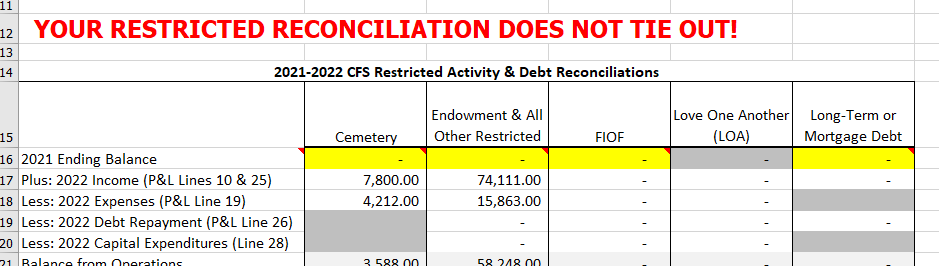 11
12 YOUR RESTRICTED RECONCILIATION DOES NOT TIE OUT!
13
14 2021-2022 CFS Restricted Activity & Debt Reconciliations
Endowment & All Love One Another Long-Term or
15 Cemetery Other Restricted FIOF (LOA) Mortgage Debt
16 2021 Ending Balance - - - - -
17 Plus: 2022 Income (P&L Lines 10 & 25) 7,800.00 74,111.00 - - -
18 Less: 2022 Expenses (P&L Line 19) 4,212.00 15,863.00 - -
19 Less: 2022 Debt Repayment (P&L Line 26) - - - -
20 Less: 2022 Capital Expenditures (Line 28) - - -
21 Balance from Operations 3,588.00 58,248.00 - - -